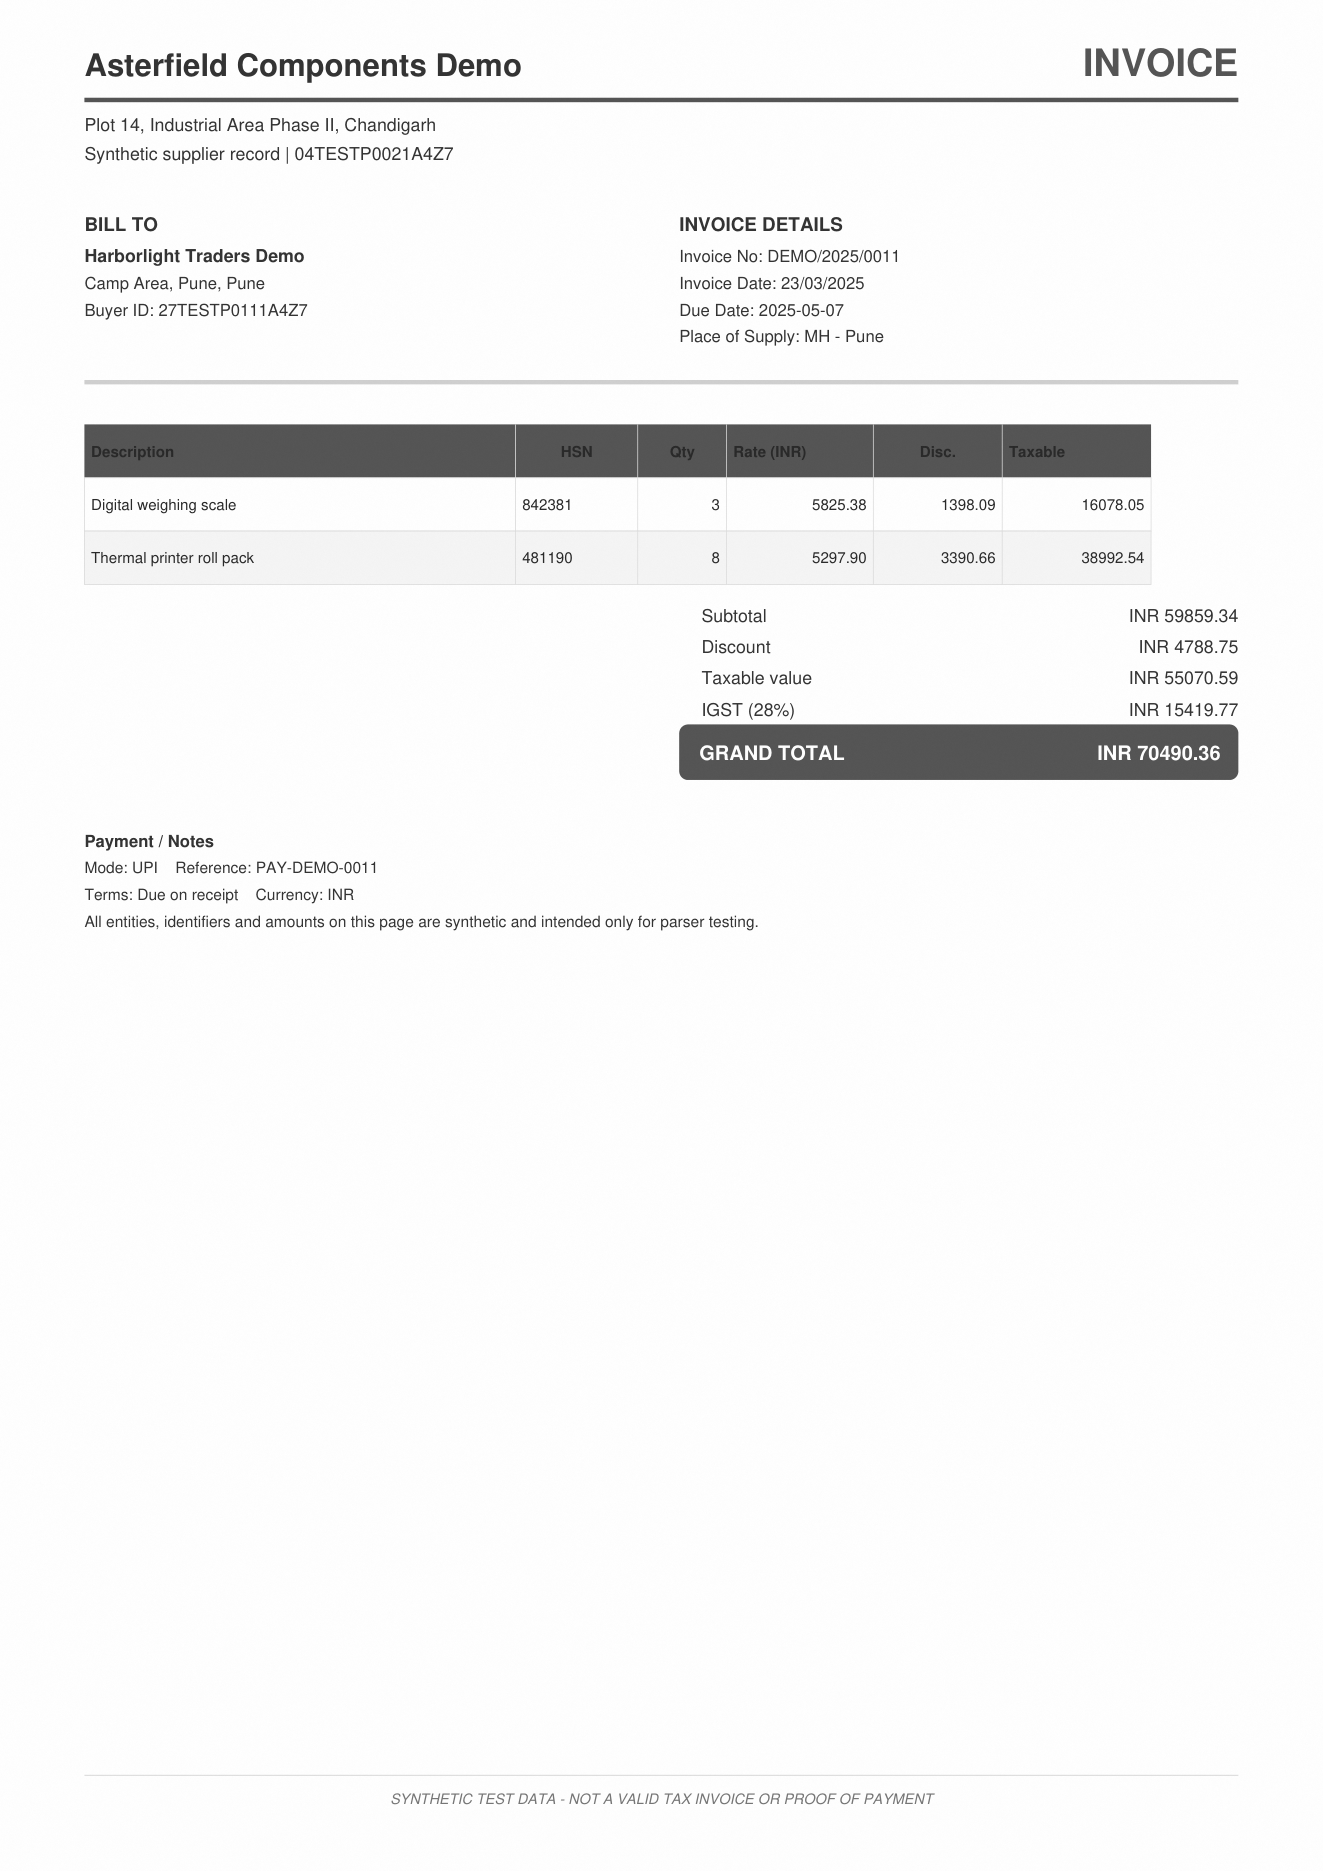 Asterfield Components Demo INVOICE
Plot 14, Industrial Area Phase II, Chandigarh
Synthetic supplier record | 04TESTP0021A4Z7
BILL TO
Harborlight Traders Demo
Camp Area, Pune, Pune
Buyer ID: 27TESTP0111A4Z7
INVOICE DETAILS
Invoice No: DEMO/2025/0011
Invoice Date: 23/03/2025
Due Date: 2025-05-07
Place of Supply: MH - Pune
Description HSN Qty Rate (INR) Disc. Taxable
Digital weighing scale 842381 3 5825.38 1398.09 16078.05
Thermal printer roll pack 481190 8 5297.90 3390.66 38992.54
Subtotal INR 59859.34
Discount INR 4788.75
Taxable value INR 55070.59
IGST (28%) INR 15419.77
GRAND TOTAL INR 70490.36
Payment / Notes
Mode: UPI Reference: PAY-DEMO-0011
Terms: Due on receipt Currency: INR
All entities, identifiers and amounts on this page are synthetic and intended only for parser testing.
SYNTHETIC TEST DATA - NOT A VALID TAX INVOICE OR PROOF OF PAYMENT